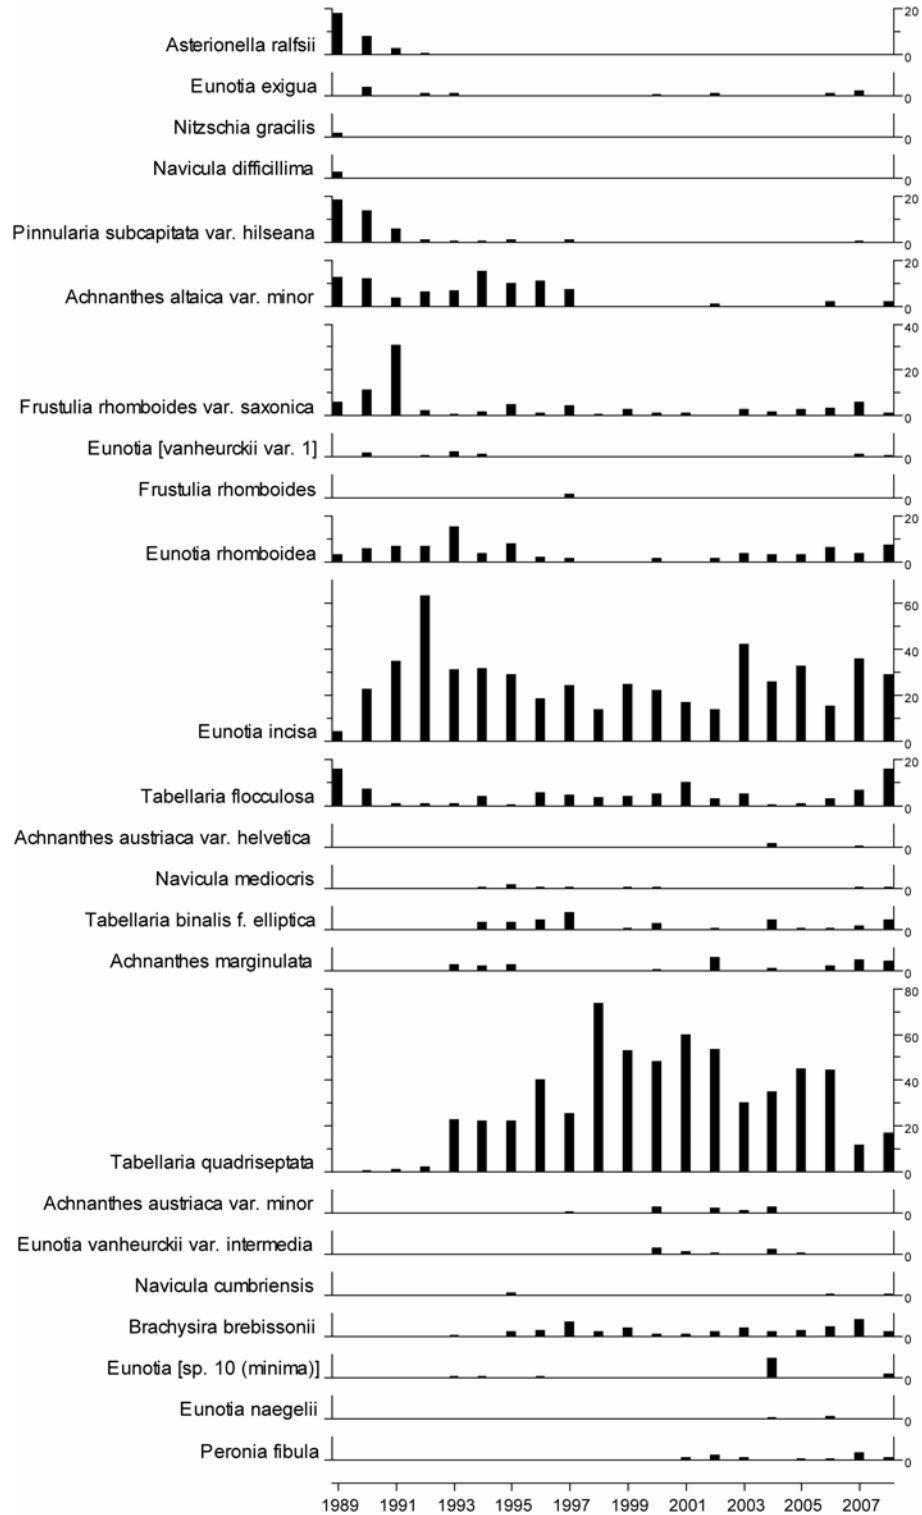 20
Asterionella ralfsii
0
Eunotia exigua
0
Nitzschia gracilis
0
Navicula difficillima
0
20
Pinnularia subcapitata var. hilseana
0
20
Achnanthes altaica var. minor
0
40
20
Frustulia rhomboides var. saxonica
0
Eunotia [vanheurckii var. 1]
0
Frustulia rhomboides
0
20
Eunotia rhomboidea
0
60
40
20
Eunotia incisa
0
20
Tabellaria flocculosa
0
Achnanthes austriaca var. helvetica
0
Navicula mediocris
0
Tabellaria binalis f. elliptica
0
Achnanthes marginulata
0
80
60
40
20
Tabellaria quadriseptata
0
Achnanthes austriaca var. minor
0
Eunotia vanheurckii var. intermedia
0
Navicula cumbriensis
0
Brachysira brebissonii
0
Eunotia [sp. 10 (minima)]
0
Eunotia naegelii
0
Peronia fibula
0
1989 1991 1993 1995 1997 1999 2001 2003 2005 2007